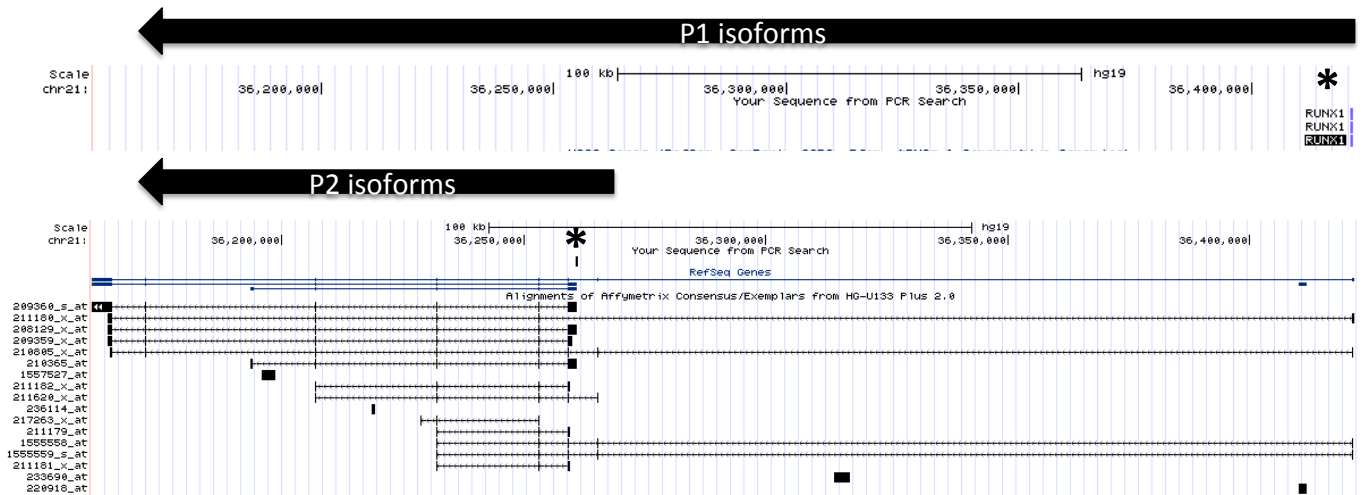 P1 isoforms
Scale 100 kb hg19
chr21: 36,200,000 36,250,000 36,300,000 36,350,000 36,400,000
Your Sequence from PCR Search
*
RUNX1
RUNX1
RUNX1
P2 isoforms
Scale 100 kb hg19
chr21: 36,200,000 36,250,000 36,300,000 36,350,000 36,400,000
*
Your Sequence from PCR Search
RefSeq Genes
Alignments of Affymetrix Consensus/Exemplars from HG-U133 Plus 2.0
209360_s_at
211180_x_at
208129_x_at
209359_x_at
210805_x_at
210365_at
1557527_at
211182_x_at
211620_x_at
236114_at
217263_x_at
211179_at
1555558_at
1555559_s_at
211181_x_at
233690_at
220918_at